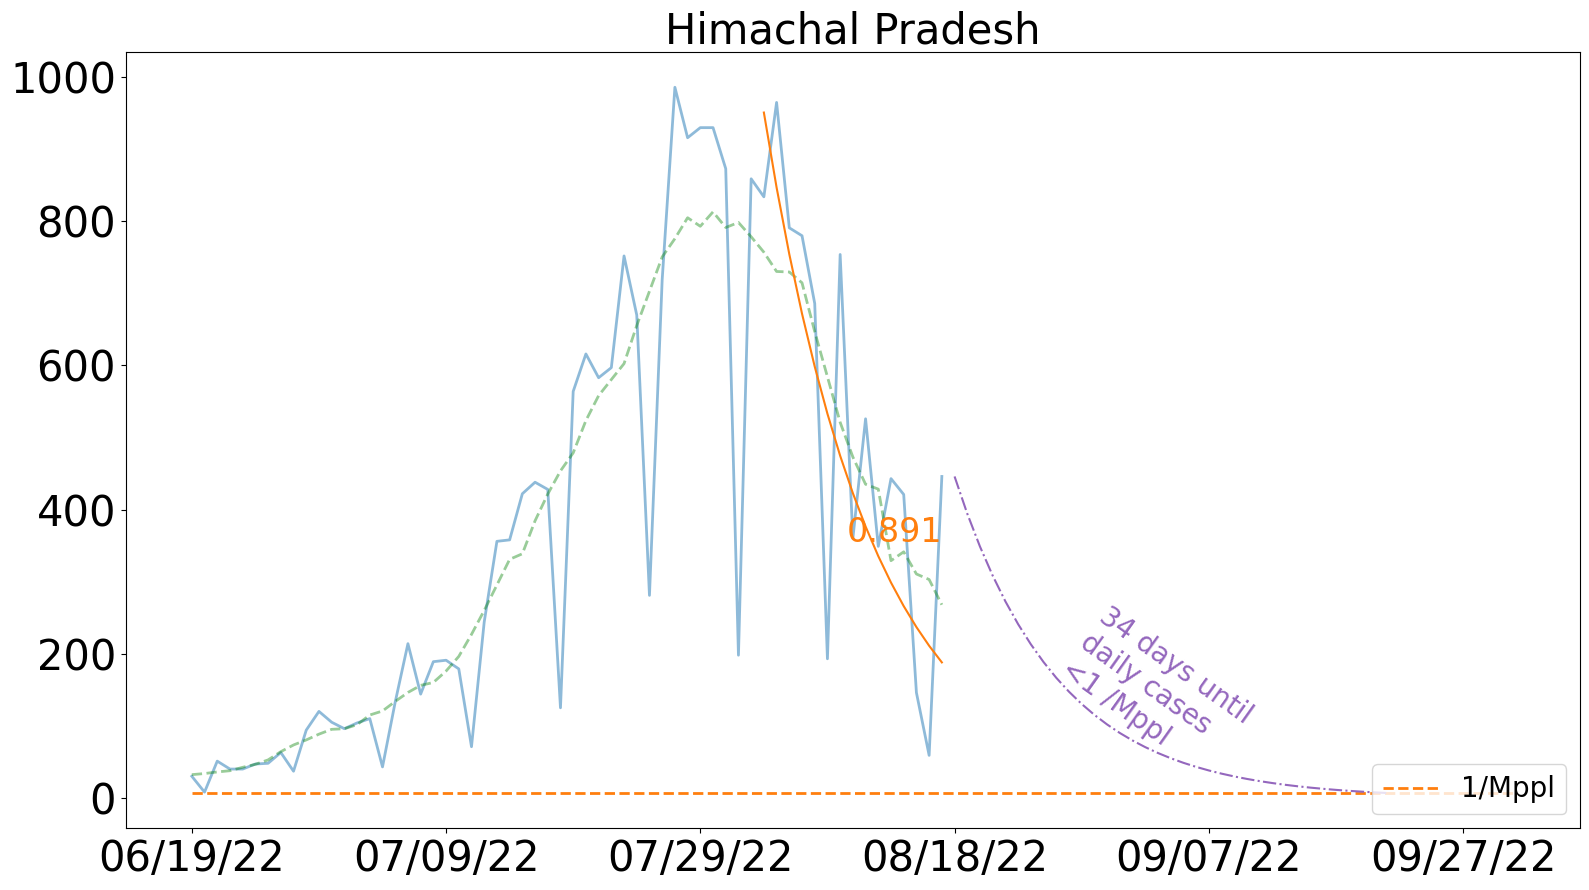 Himachal Pradesh
1000
800
600
400
200
0
0.891
34 days until
daily cases
<1 /Mppl
1/Mppl
06/19/22
07/09/22
07/29/22
08/18/22
09/07/22
09/27/22